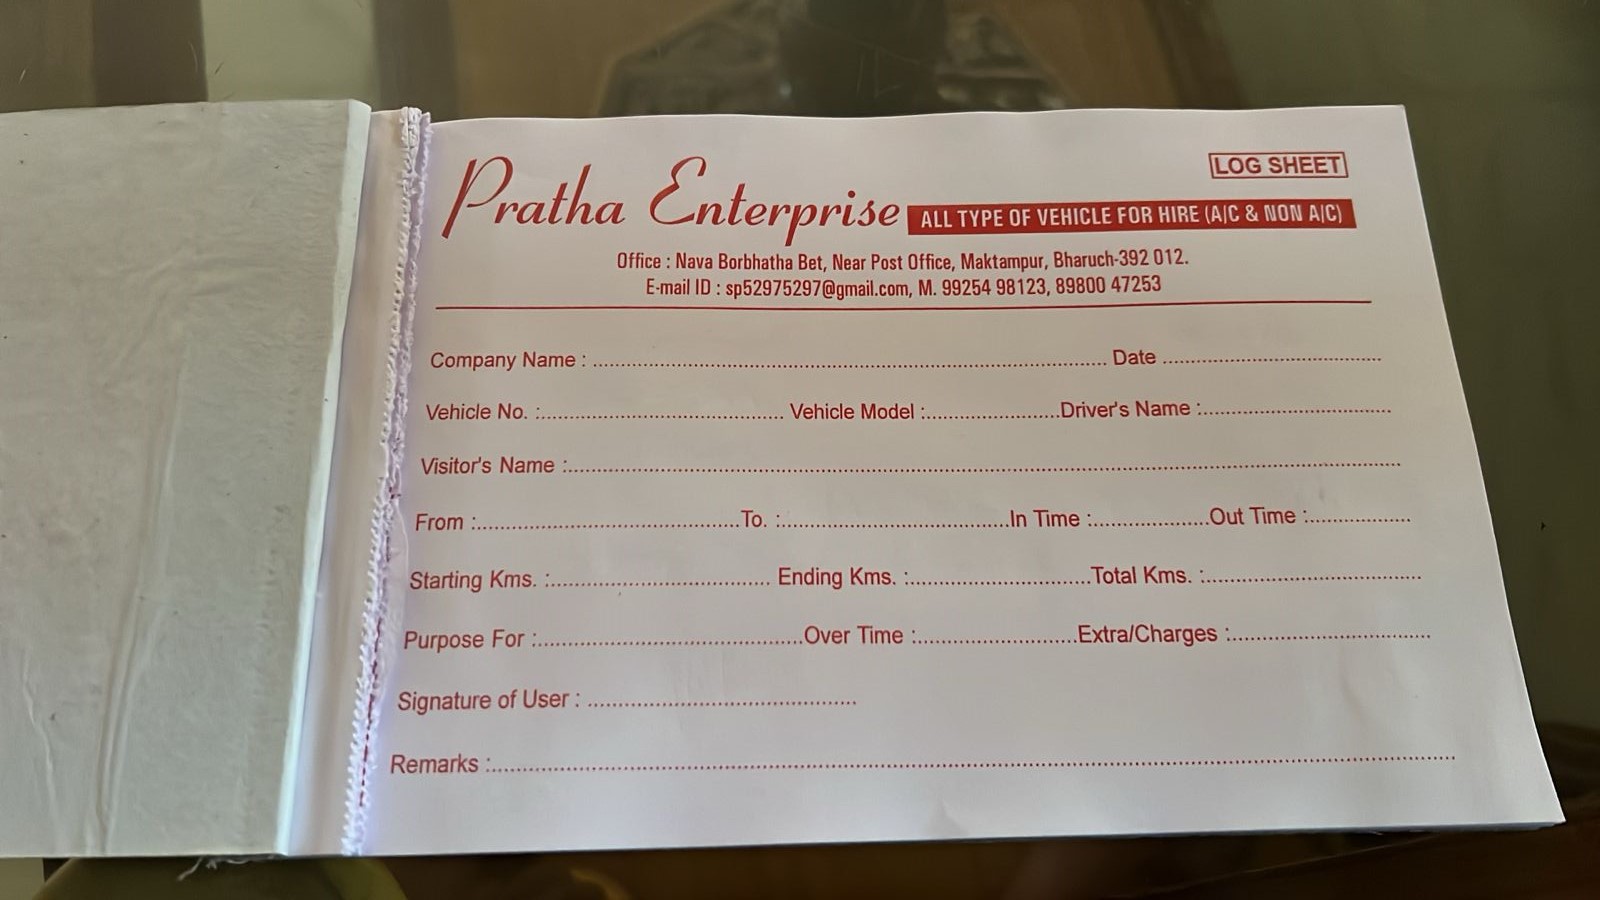 LOG SHEET
Pratha Enterprise ALL TYPE OF VEHICLE FOR HIRE (A/C & NON A/C)
Office : Nava Borbhatha Bet, Near Post Office, Maktampur, Bharuch-392 012.
E-mail ID : sp52975297@gmail.com, M. 99254 98123, 89800 47253
Company Name : ........................ Date ........................
Vehicle No. :........................ Vehicle Model :........................Driver's Name :........................
Visitor's Name :........................
From :........................To. :........................In Time :........................Out Time :........................
Starting Kms. :........................ Ending Kms. :........................Total Kms. :........................
Purpose For :........................Over Time :........................Extra/Charges :........................
Signature of User : ........................
Remarks :........................